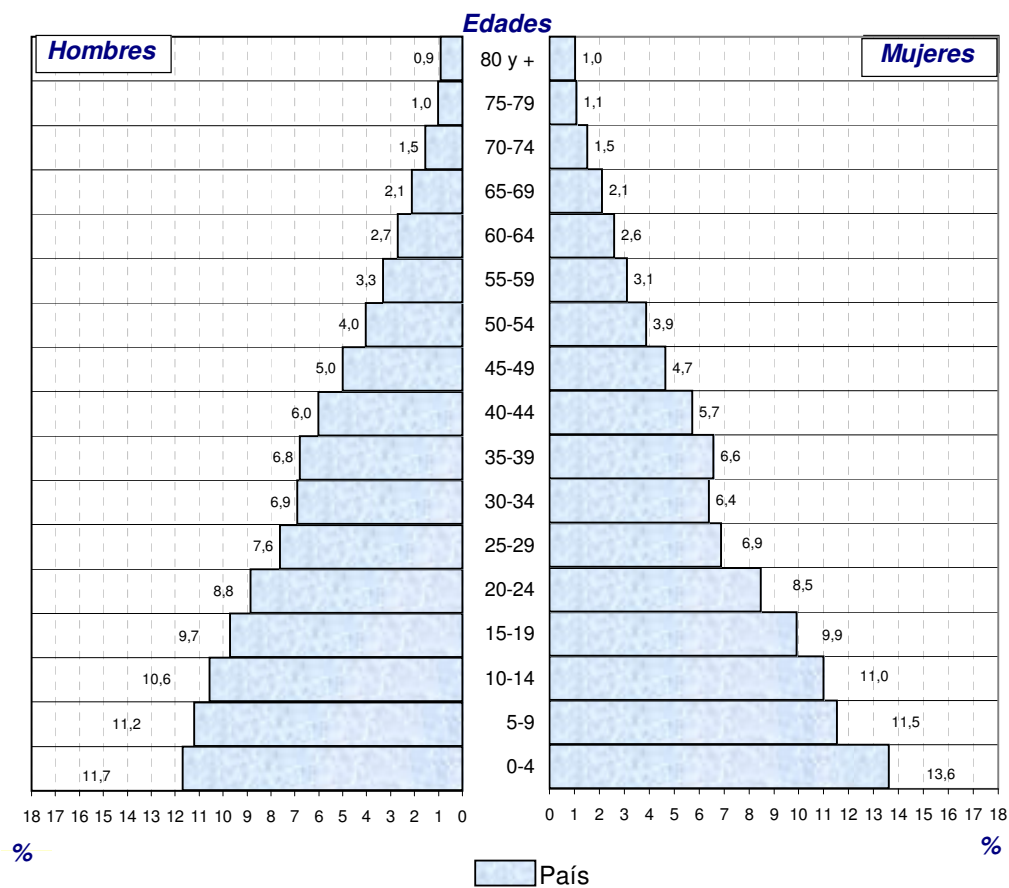 Edades
Hombres
Mujeres
0,9 80 y + 1,0
1,0 75-79 1,1
1,5 70-74 1,5
2,1 65-69 2,1
2,7 60-64 2,6
3,3 55-59 3,1
4,0 50-54 3,9
5,0 45-49 4,7
6,0 40-44 5,7
6,8 35-39 6,6
6,9 30-34 6,4
7,6 25-29 6,9
8,8 20-24 8,5
9,7 15-19 9,9
10,6 10-14 11,0
11,2 5-9 11,5
11,7 0-4 13,6
18 17 16 15 14 13 12 11 10 9 8 7 6 5 4 3 2 1 0 0 1 2 3 4 5 6 7 8 9 10 11 12 13 14 15 16 17 18
% %
País